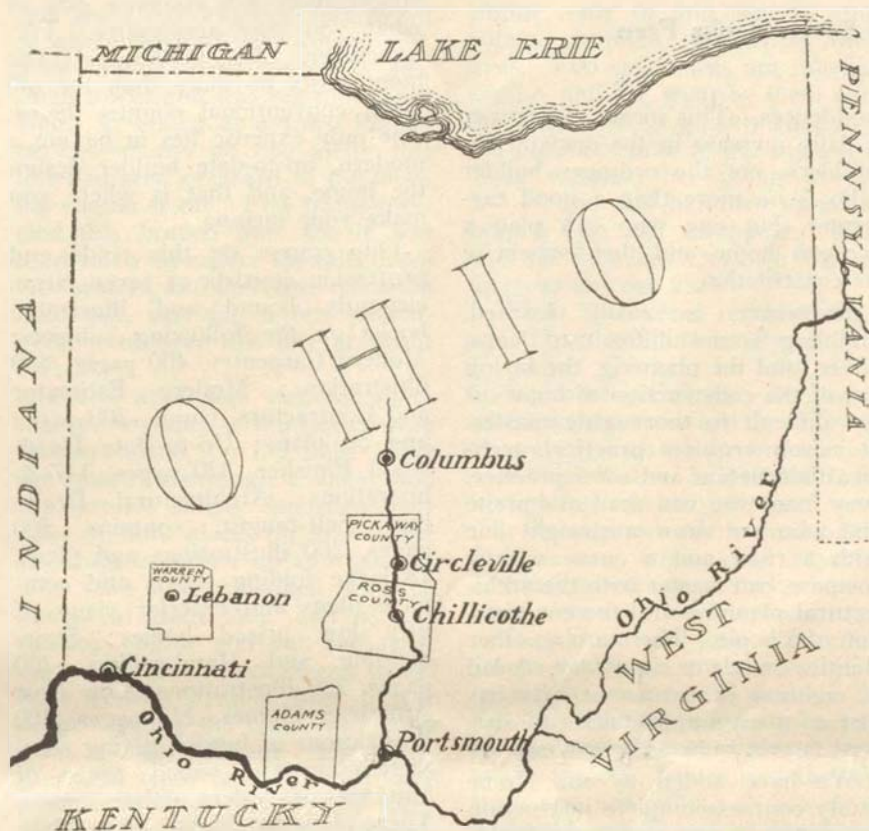 MICHIGAN
LAKE ERIE
PENNSYLVANIA
INDIANA
OHIO
Columbus
PICKAWAY
COUNTY
Circleville
WARREN
COUNTY
Lebanon
ROSS
COUNTY
Chillicothe
Ohio River
Cincinnati
WEST
VIRGINIA
ADAMS
COUNTY
Portsmouth
Ohio River
KENTUCKY